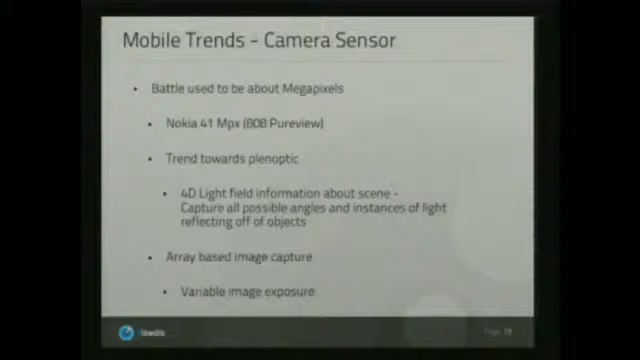 Mobile Trends - Camera Sensor
Battle used to be about Megapixels
Nokia 41 Mpx (808 Pureview)
Trend towards plenoptic
4D Light field information about scene -
Capture all possible angles and instances of light
reflecting off of objects
Array based image capture
Variable image exposure
Page